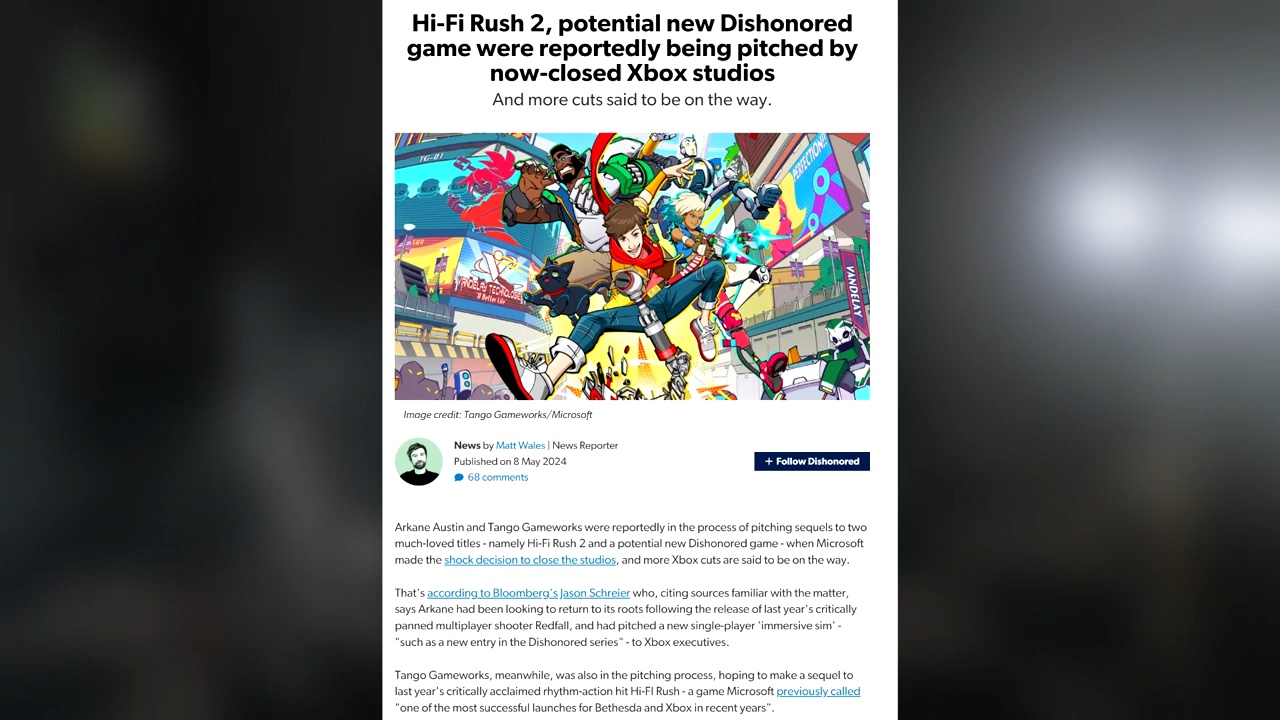 Hi-Fi Rush 2, potential new Dishonored
game were reportedly being pitched by
now-closed Xbox studios
And more cuts said to be on the way.
TG-01
PERFECTION!
VANDELAY TECHNOLOGIES
"A Better Life"
VANDELAY
Image credit: Tango Gameworks/Microsoft
News by Matt Wales | News Reporter
Published on 8 May 2024
68 comments
+ Follow Dishonored
Arkane Austin and Tango Gameworks were reportedly in the process of pitching sequels to two
much-loved titles - namely Hi-Fi Rush 2 and a potential new Dishonored game - when Microsoft
made the shock decision to close the studios, and more Xbox cuts are said to be on the way.
That's according to Bloomberg's Jason Schreier who, citing sources familiar with the matter,
says Arkane had been looking to return to its roots following the release of last year's critically
panned multiplayer shooter Redfall, and had pitched a new single-player 'immersive sim' -
"such as a new entry in the Dishonored series" - to Xbox executives.
Tango Gameworks, meanwhile, was also in the pitching process, hoping to make a sequel to
last year's critically acclaimed rhythm-action hit Hi-FI Rush - a game Microsoft previously called
"one of the most successful launches for Bethesda and Xbox in recent years".